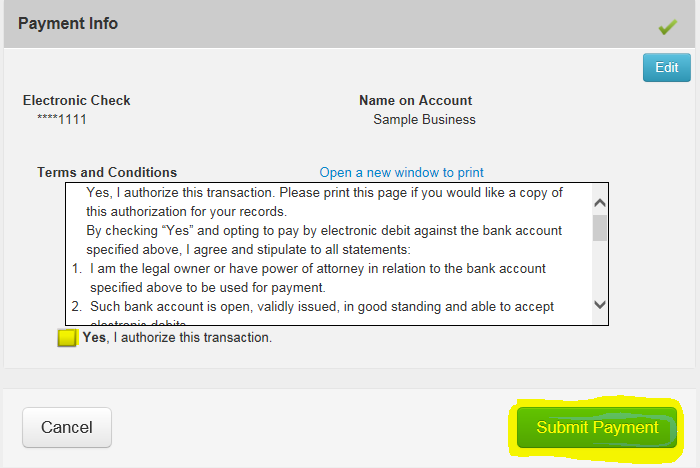 Payment Info
Edit
Electronic Check
Name on Account
****1111
Sample Business
Terms and Conditions
Open a new window to print
Yes, I authorize this transaction. Please print this page if you would like a copy of
this authorization for your records.
By checking “Yes” and opting to pay by electronic debit against the bank account
specified above, I agree and stipulate to all statements:
1. I am the legal owner or have power of attorney in relation to the bank account
specified above to be used for payment.
2. Such bank account is open, validly issued, in good standing and able to accept
electronic debits
Yes, I authorize this transaction.
Cancel
Submit Payment